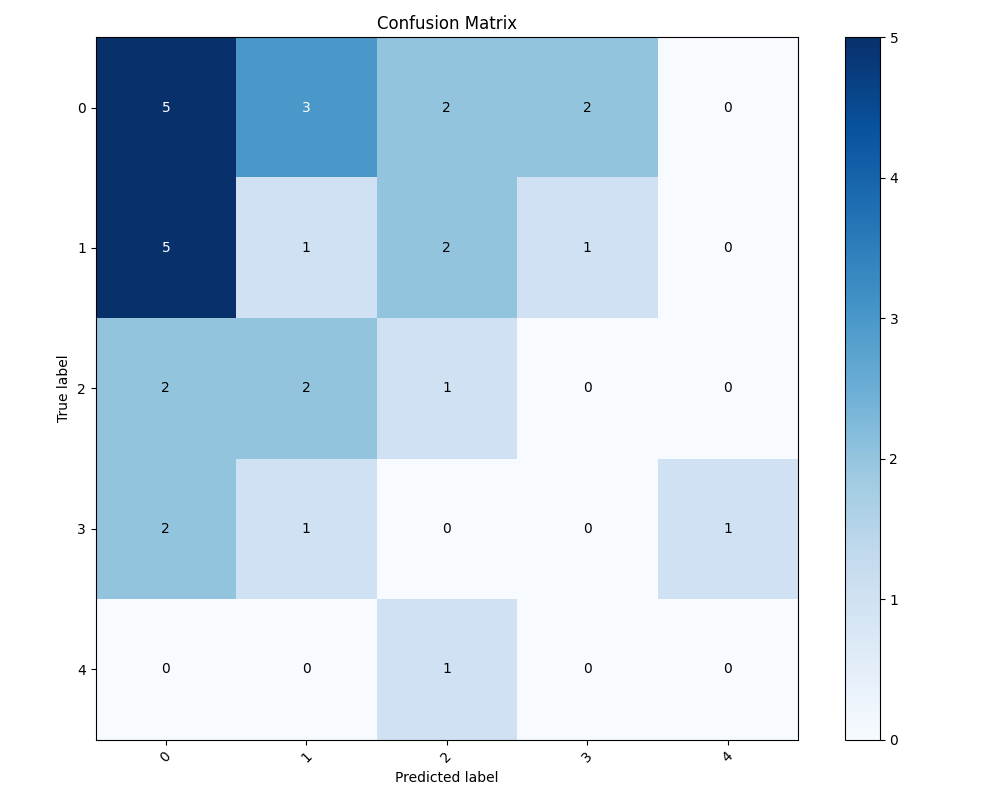 Confusion Matrix
0 5 3 2 2 0
1 5 1 2 1 0
2 2 2 1 0 0
3 2 1 0 0 1
4 0 0 1 0 0
0 1 2 3 4
True label
Predicted label
5
4
3
2
1
0